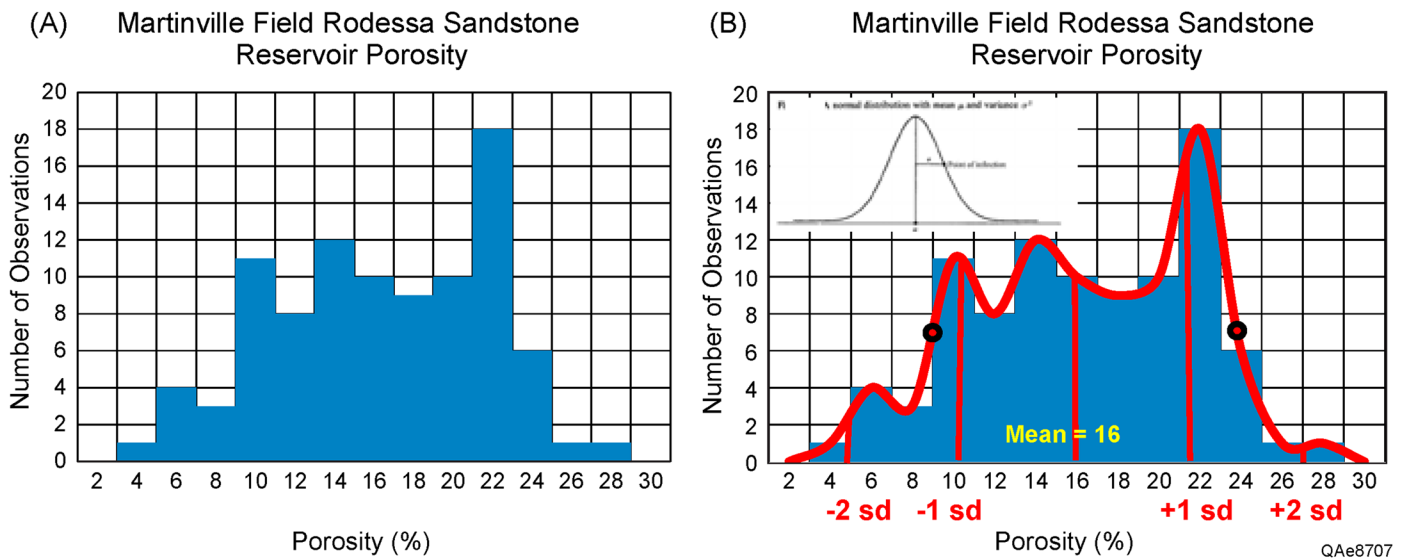 (A) Martinville Field Rodessa Sandstone
Reservoir Porosity
20
18
16
14
12
10
8
6
4
2
0
Number of Observations
2 4 6 8 10 12 14 16 18 20 22 24 26 28 30
Porosity (%)
(B) Martinville Field Rodessa Sandstone
Reservoir Porosity
20
18
16
14
12
10
8
6
4
2
0
Number of Observations
A normal distribution with mean μ and variance σ²
σ
Point of inflection
μ
Mean = 16
2 4 6 8 10 12 14 16 18 20 22 24 26 28 30
-2 sd -1 sd +1 sd +2 sd
Porosity (%)
QAe8707